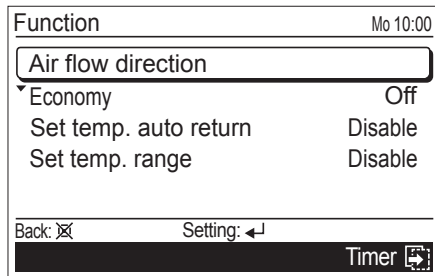 Function Mo 10:00
Air flow direction
Economy Off
Set temp. auto return Disable
Set temp. range Disable
Back: Setting:
Timer